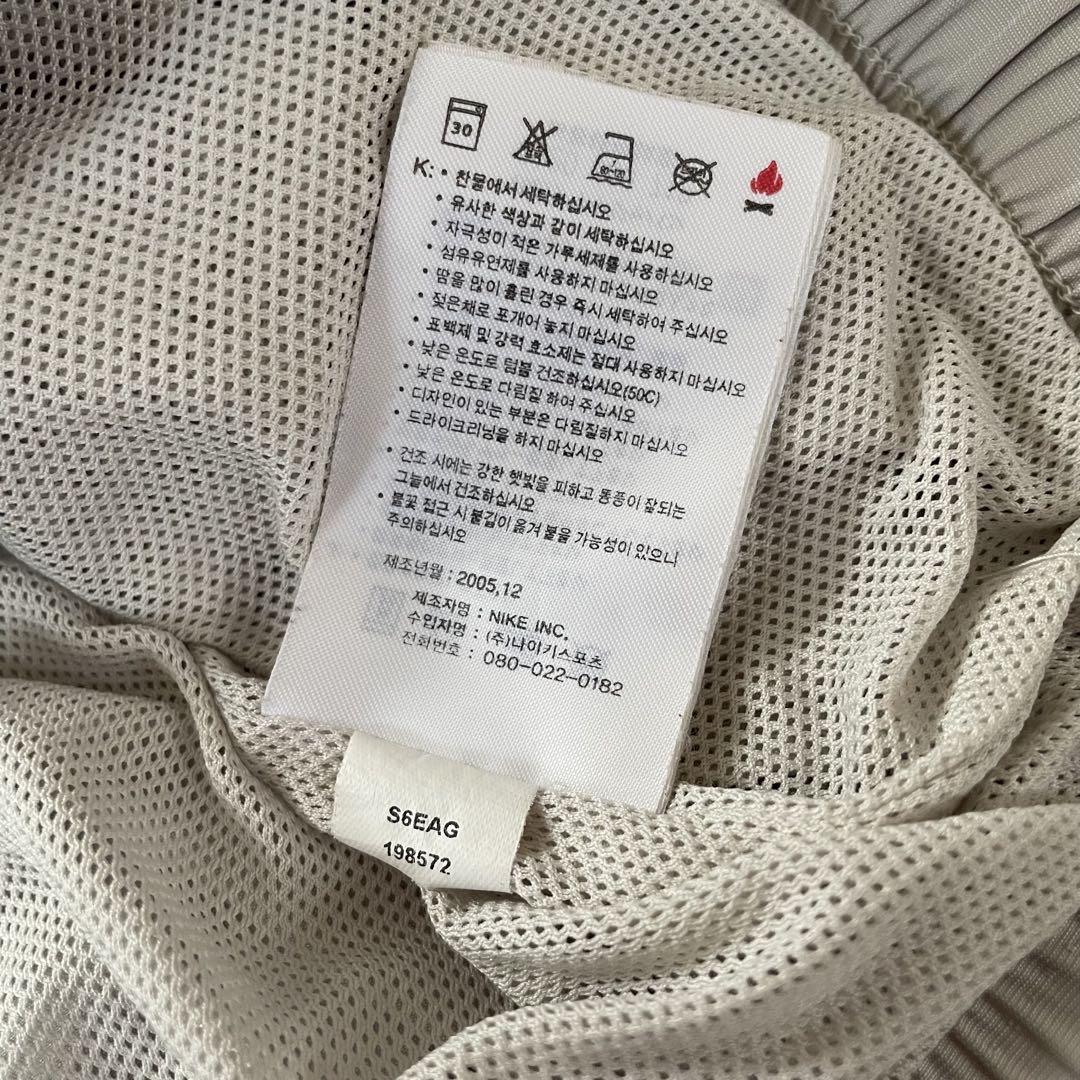 30
염소
80~120
드라이
K: • 찬물에서 세탁하십시오
• 유사한 색상과 같이 세탁하십시오
• 자극성이 적은 가루세제를 사용하십시오
• 섬유유연제를 사용하지 마십시오
• 땀을 많이 흘린 경우 즉시 세탁하여 주십시오
• 젖은채로 포개어 놓지 마십시오
• 표백제 및 강력 효소제는 절대 사용하지 마십시오
• 낮은 온도로 텀블 건조하십시오(50C)
• 낮은 온도로 다림질 하여 주십시오
• 디자인이 있는 부분은 다림질하지 마십시오
• 드라이크리닝을 하지 마십시오
• 건조 시에는 강한 햇빛을 피하고 통풍이 잘되는
그늘에서 건조하십시오
• 불꽃 접근 시 불길이 옮겨 붙을 가능성이 있으니
주의하십시오
제조년월 : 2005,12
제조자명 : NIKE INC.
수입자명 : (주)나이키스포츠
전화번호 : 080-022-0182
S6EAG
198572